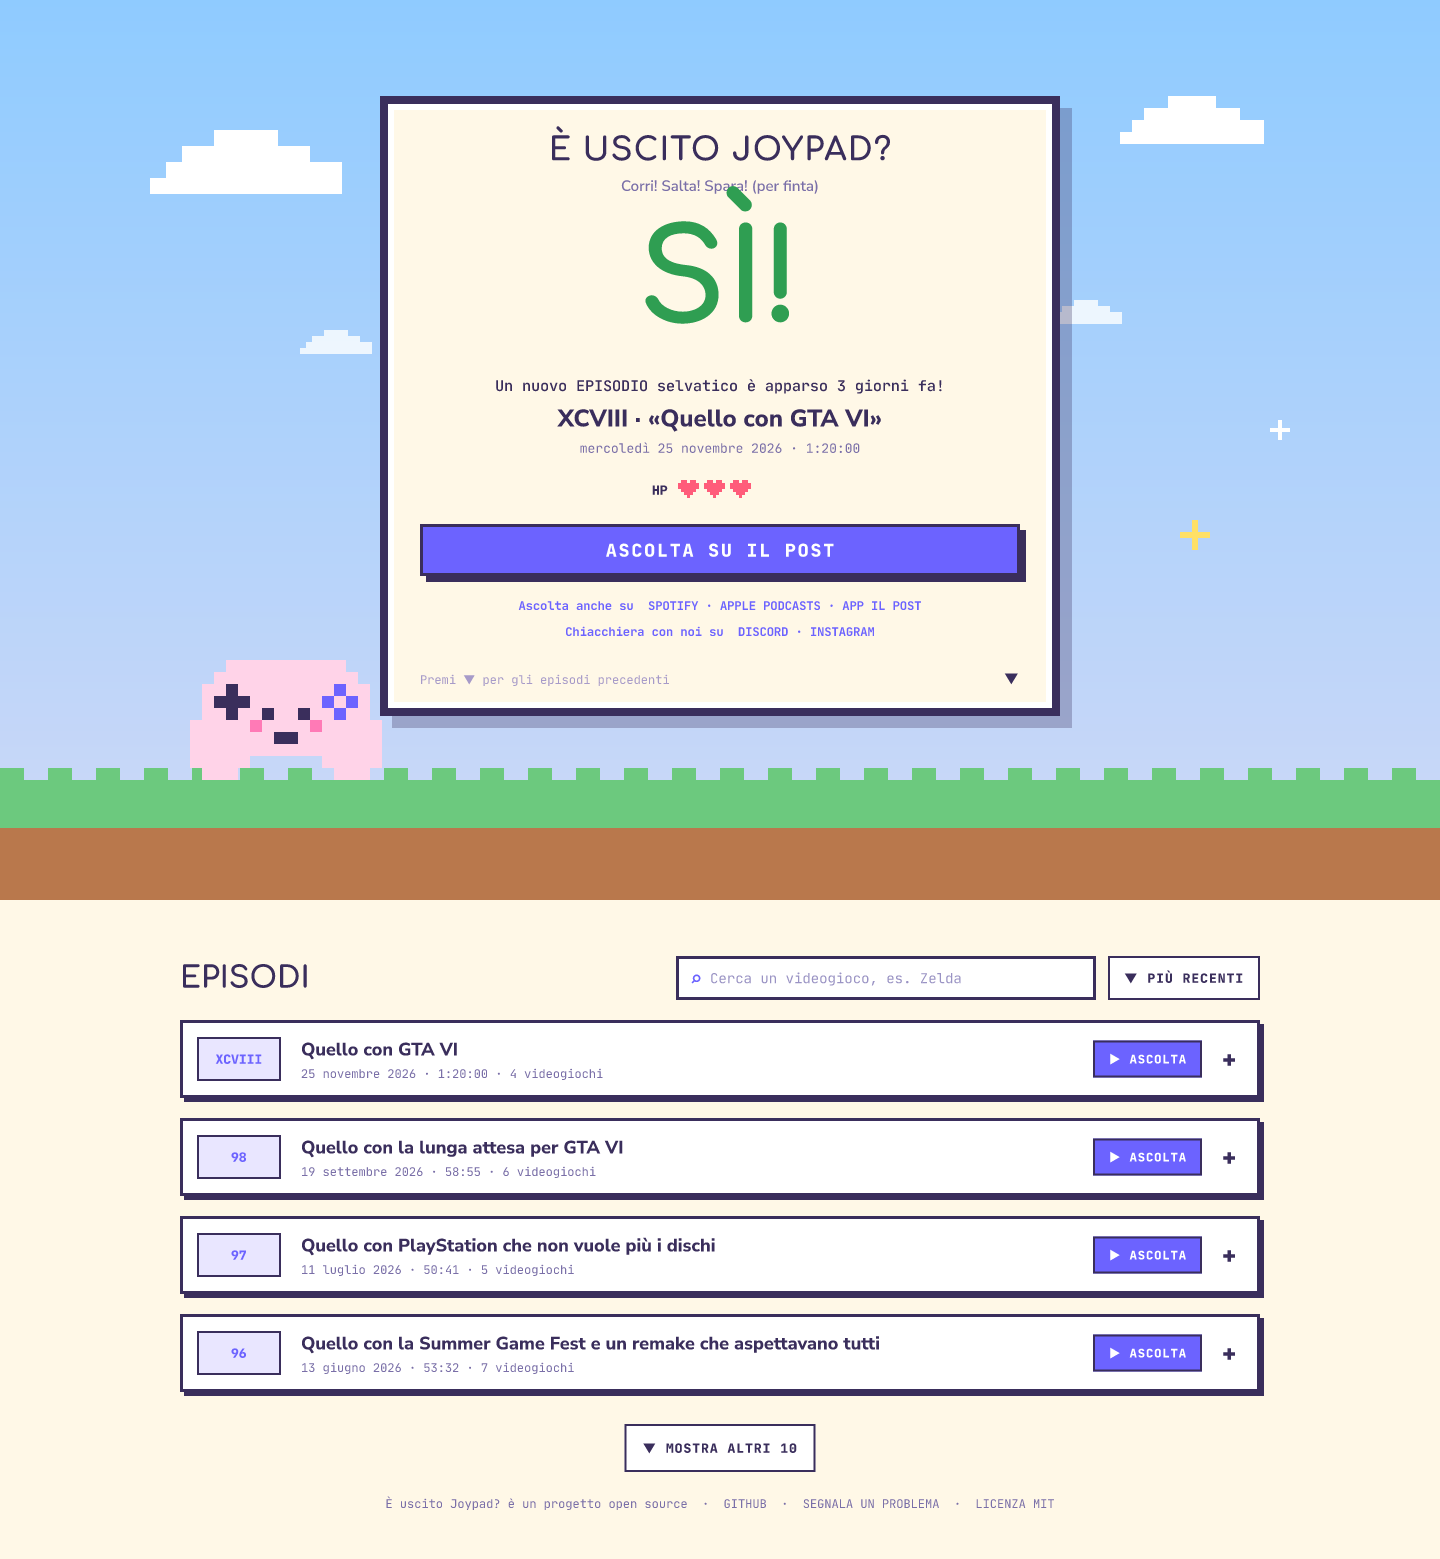 È USCITO JOYPAD?
Corri! Salta! Spara! (per finta)
SÌ!
Un nuovo EPISODIO selvatico è apparso 3 giorni fa!
XCVIII · «Quello con GTA VI»
mercoledì 25 novembre 2026 · 1:20:00
HP
ASCOLTA SU IL POST
Ascolta anche su SPOTIFY · APPLE PODCASTS · APP IL POST
Chiacchiera con noi su DISCORD · INSTAGRAM
Premi ▼ per gli episodi precedenti ▼
EPISODI
⌕ Cerca un videogioco, es. Zelda
▼ PIÙ RECENTI
XCVIII
Quello con GTA VI
25 novembre 2026 · 1:20:00 · 4 videogiochi
▶ ASCOLTA +
98
Quello con la lunga attesa per GTA VI
19 settembre 2026 · 58:55 · 6 videogiochi
▶ ASCOLTA +
97
Quello con PlayStation che non vuole più i dischi
11 luglio 2026 · 50:41 · 5 videogiochi
▶ ASCOLTA +
96
Quello con la Summer Game Fest e un remake che aspettavano tutti
13 giugno 2026 · 53:32 · 7 videogiochi
▶ ASCOLTA +
▼ MOSTRA ALTRI 10
È uscito Joypad? è un progetto open source · GITHUB · SEGNALA UN PROBLEMA · LICENZA MIT